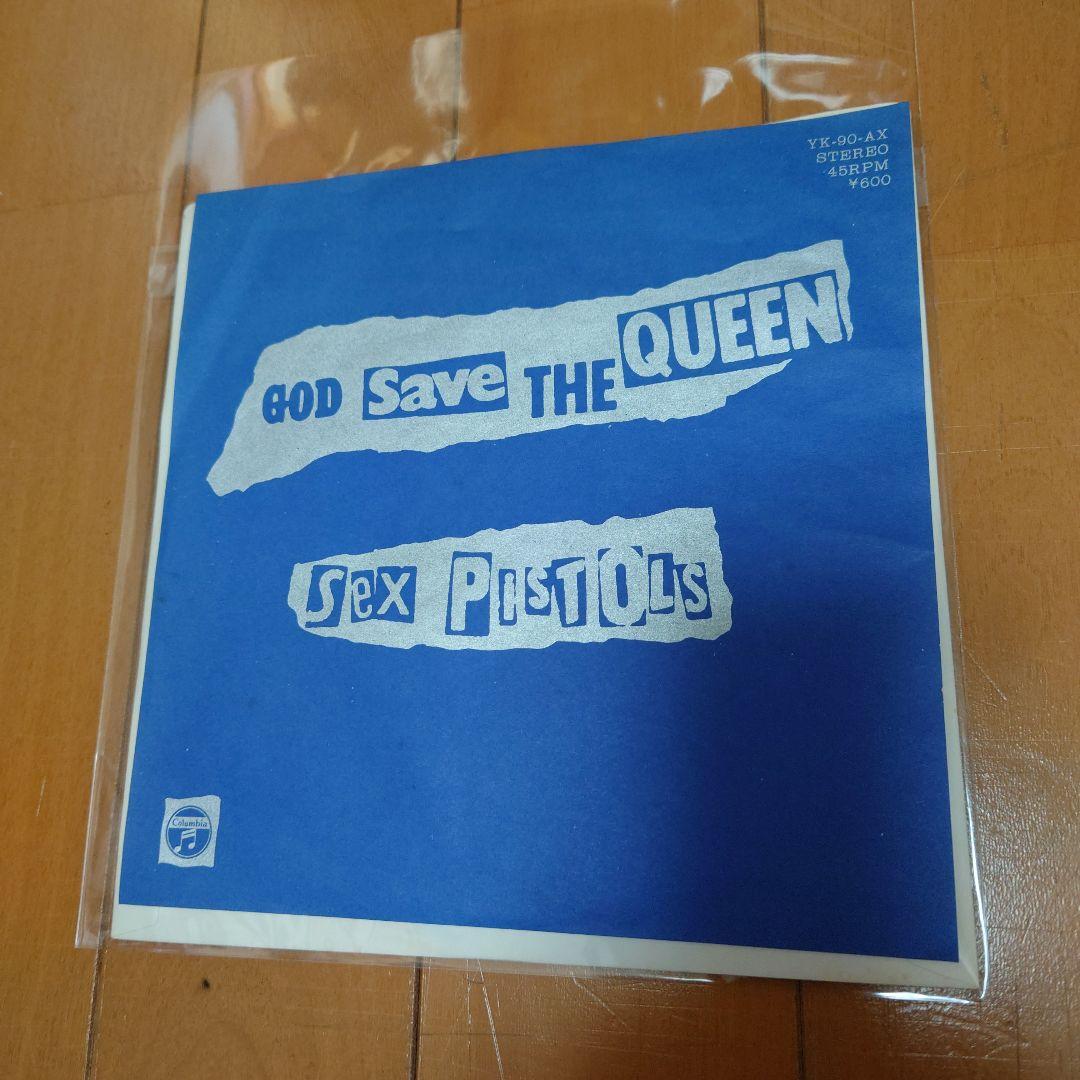 YK-90-AX
STEREO
45RPM
¥600
GOD Save THE QUEEN
Sex PISTOLS
Columbia